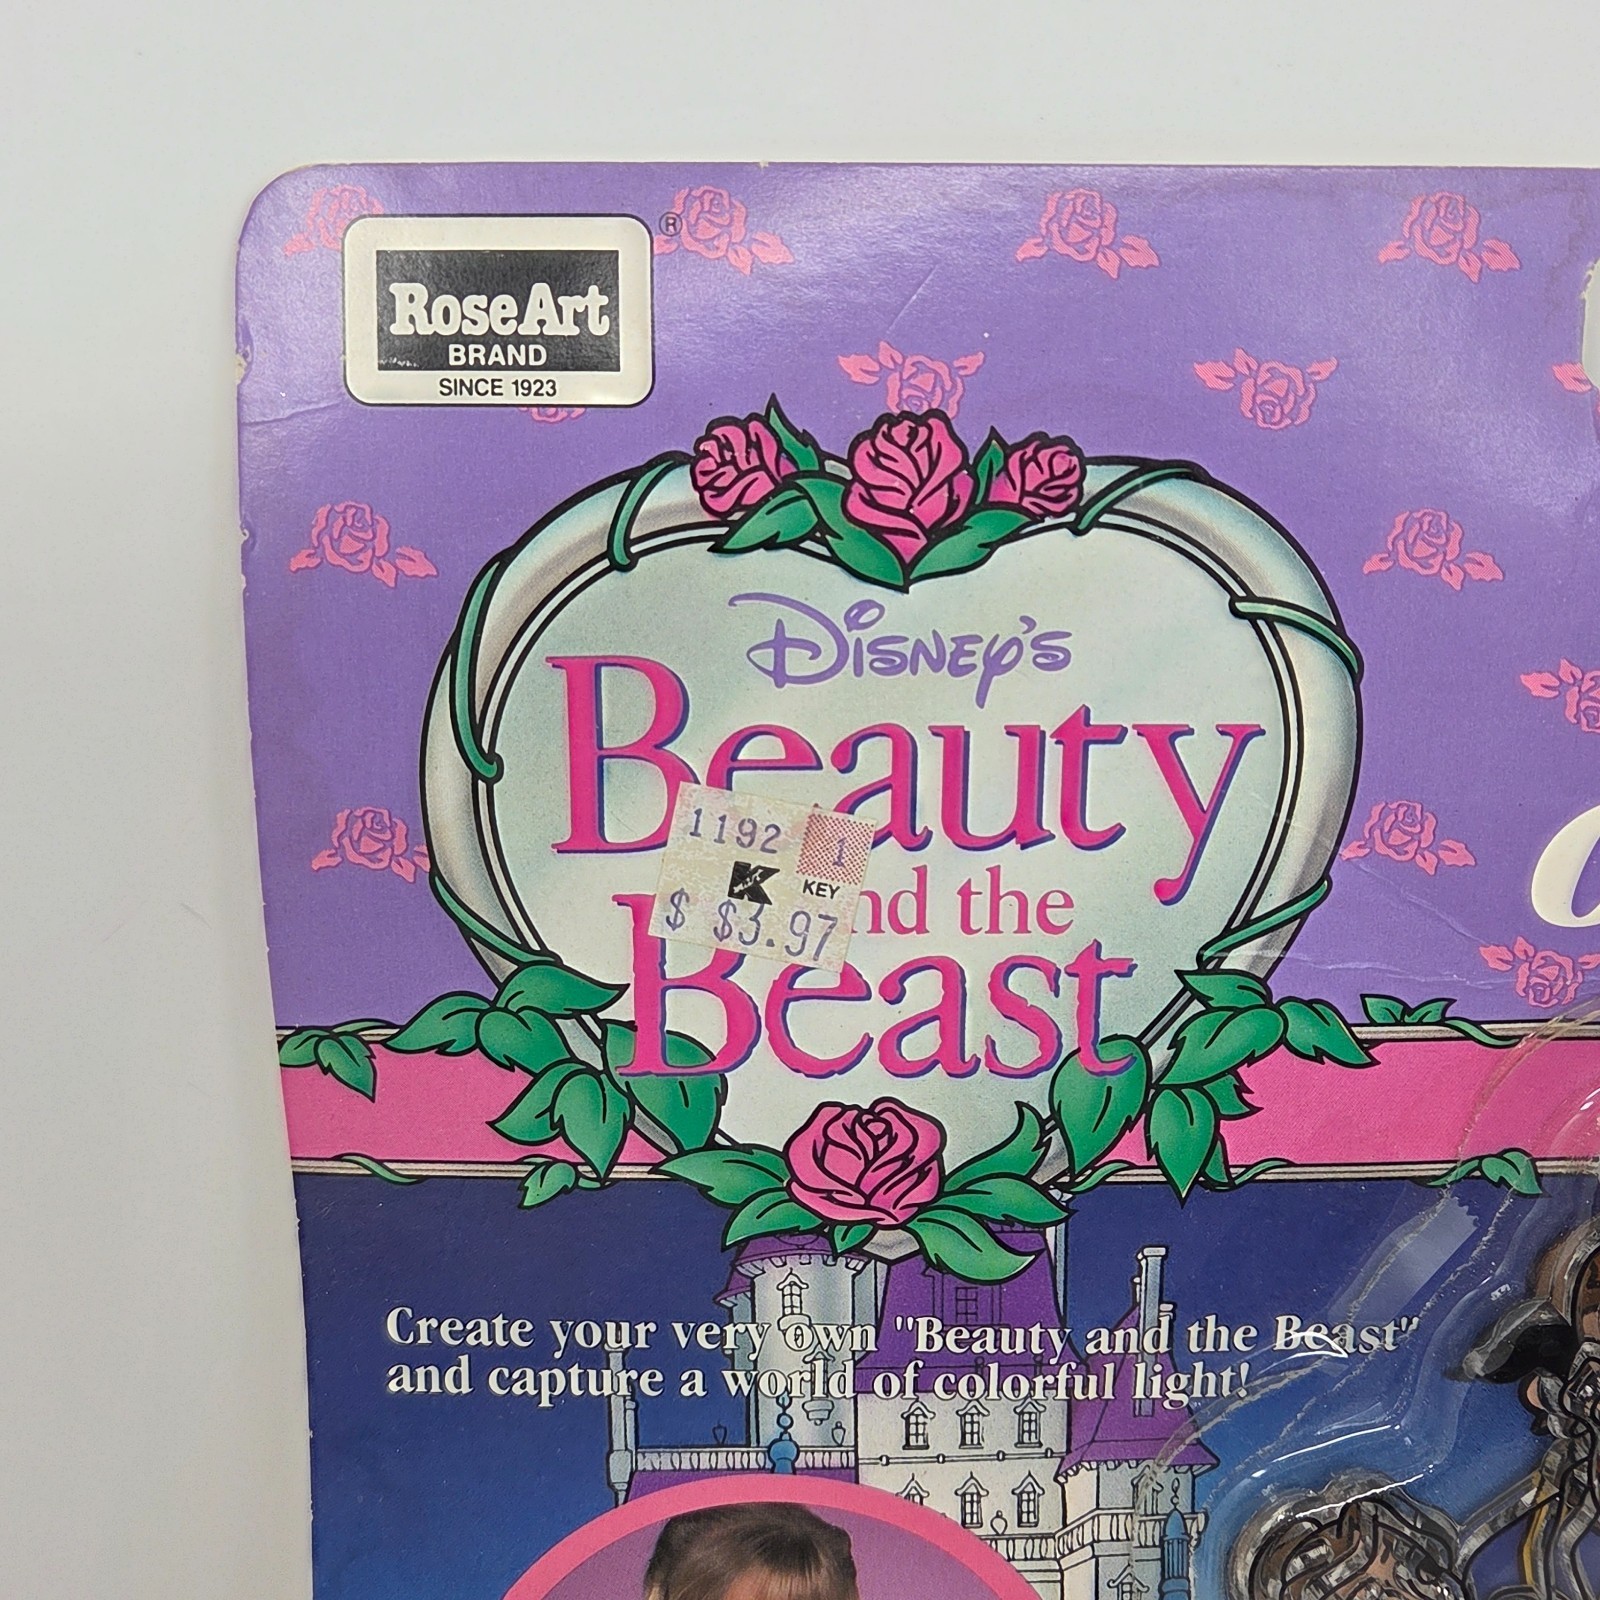 RoseArt
BRAND
SINCE 1923
®
Disney's
Beauty
and the
Beast
1192 1
K KEY
$ $3.97
Create your very own "Beauty and the Beast"
and capture a world of colorful light!